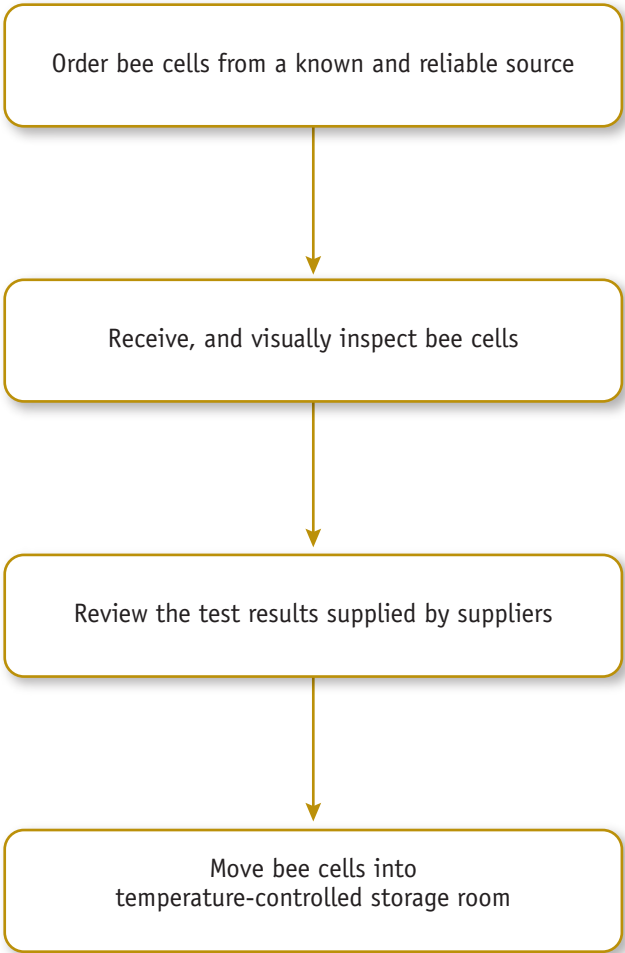 Order bee cells from a known and reliable source
Receive, and visually inspect bee cells
Review the test results supplied by suppliers
Move bee cells into
temperature-controlled storage room